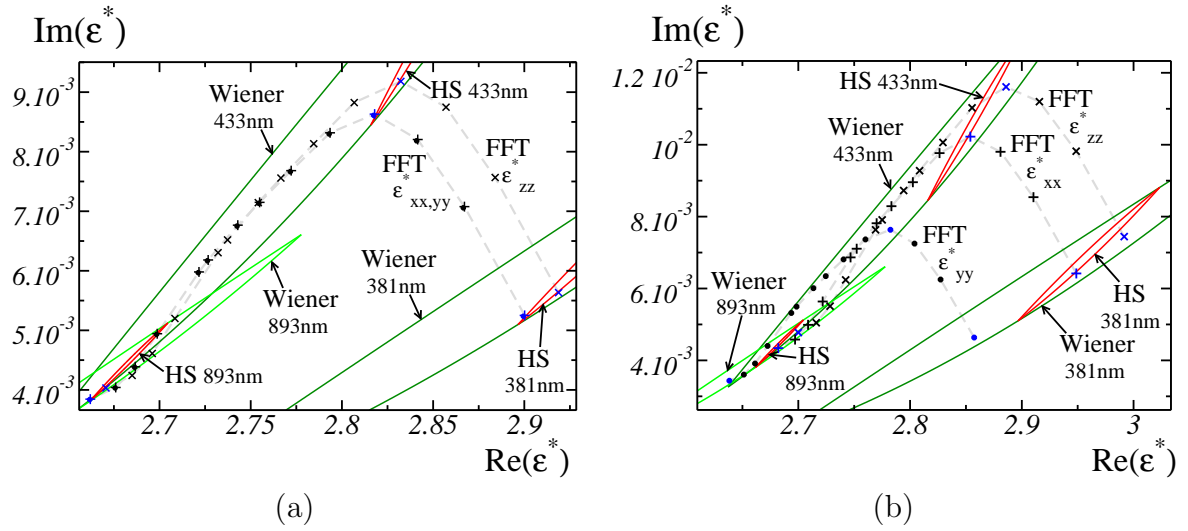 Im(ε*)
9.10⁻³
8.10⁻³
7.10⁻³
6.10⁻³
5.10⁻³
4.10⁻³
2.7
2.75
2.8
2.85
2.9
Re(ε*)
Wiener
433nm
HS 433nm
FFT
ε*xx,yy
FFT
ε*zz
Wiener
381nm
Wiener
893nm
HS 893nm
HS
381nm
(a)
Im(ε*)
1.2 10⁻²
10⁻²
8.10⁻³
6.10⁻³
4.10⁻³
2.7
2.8
2.9
3
Re(ε*)
HS 433nm
Wiener
433nm
FFT
ε*zz
FFT
ε*xx
FFT
ε*yy
Wiener
893nm
HS
893nm
HS
381nm
Wiener
381nm
(b)